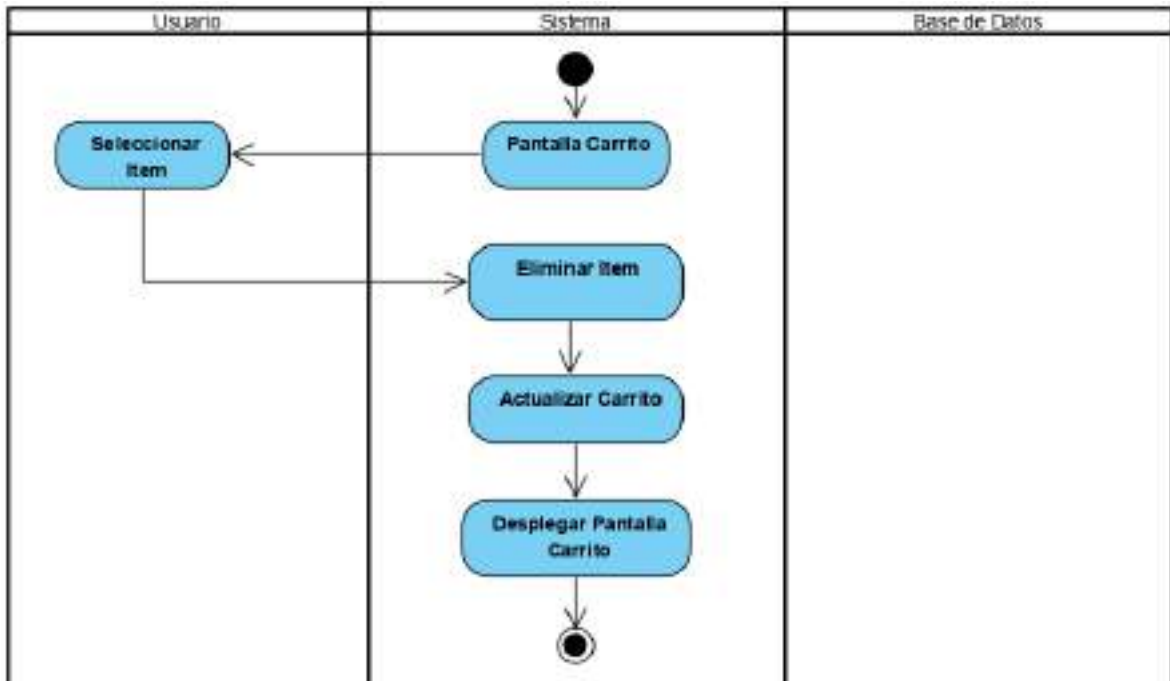 Usuario
Sistema
Base de Datos
Seleccionar
Item
Pantalla Carrito
Eliminar Item
Actualizar Carrito
Desplegar Pantalla
Carrito